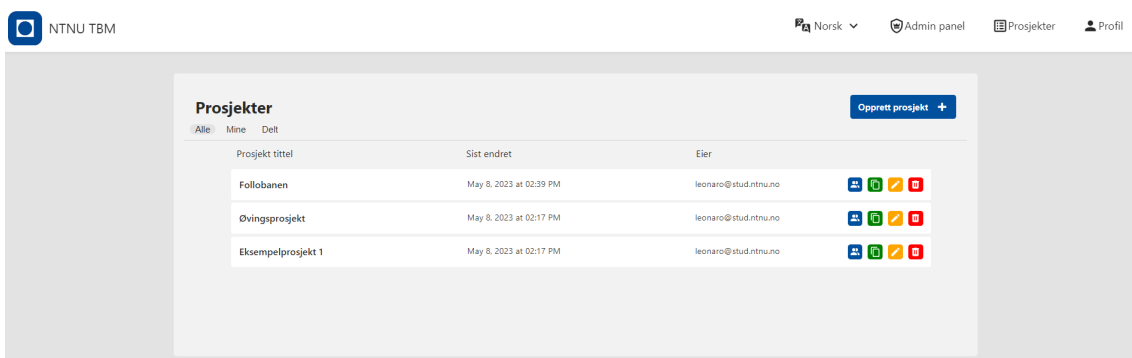 NTNU TBM Norsk Admin panel Prosjekter Profil
Prosjekter Opprett prosjekt +
Alle Mine Delt
Prosjekt tittel Sist endret Eier
Follobanen May 8, 2023 at 02:39 PM leonaro@stud.ntnu.no
Øvingsprosjekt May 8, 2023 at 02:17 PM leonaro@stud.ntnu.no
Eksempelprosjekt 1 May 8, 2023 at 02:17 PM leonaro@stud.ntnu.no